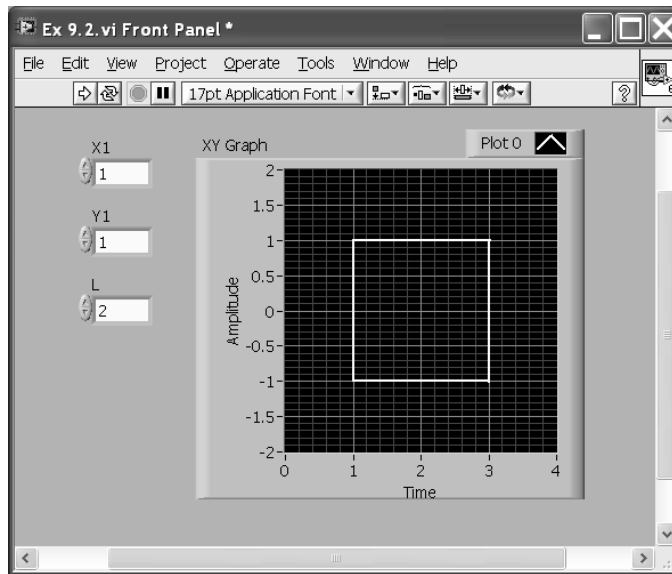 Ex 9.2.vi Front Panel *
File Edit View Project Operate Tools Window Help
17pt Application Font
?
X1
1
Y1
1
L
2
XY Graph
Plot 0
2
1.5
1
0.5
0
-0.5
-1
-1.5
-2
Amplitude
0 1 2 3 4
Time